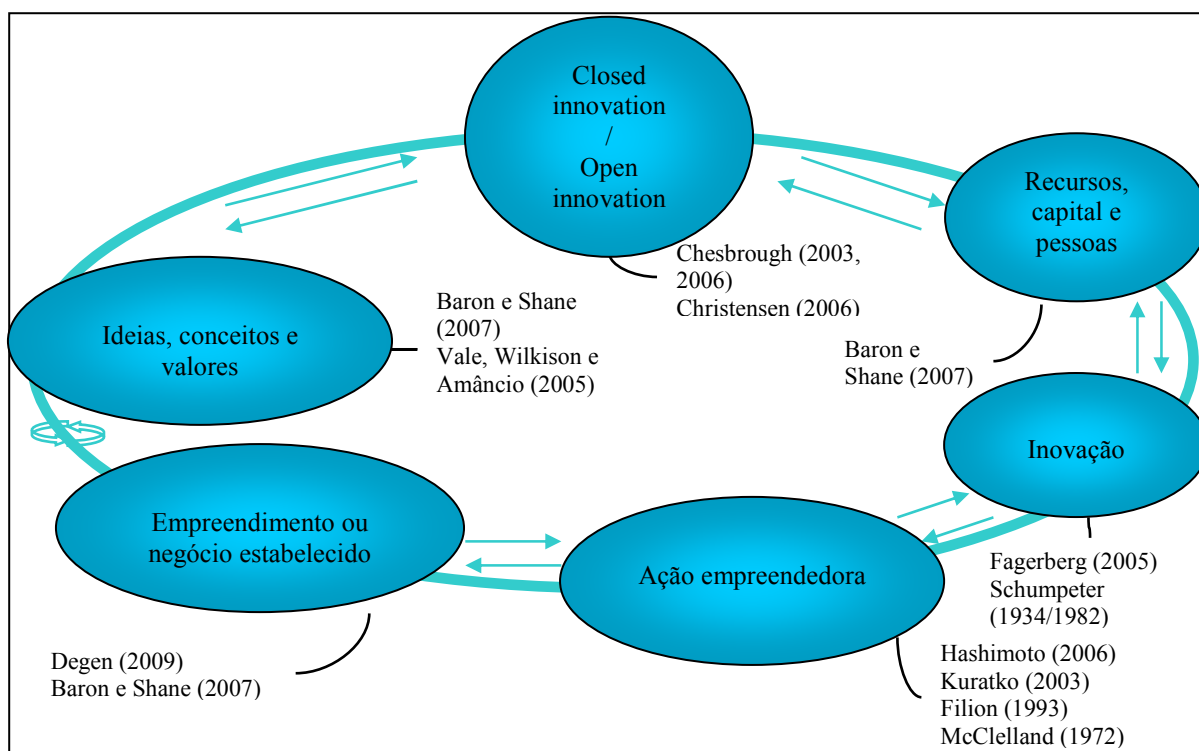 Closed
innovation
/
Open
innovation
Recursos,
capital e
pessoas
Chesbrough (2003,
2006)
Christensen (2006)
Ideias, conceitos e
valores
Baron e Shane
(2007)
Vale, Wilkison e
Amâncio (2005)
Baron e
Shane (2007)
Inovação
Empreendimento ou
negócio estabelecido
Ação empreendedora
Fagerberg (2005)
Schumpeter
(1934/1982)
Degen (2009)
Baron e Shane (2007)
Hashimoto (2006)
Kuratko (2003)
Filion (1993)
McClelland (1972)